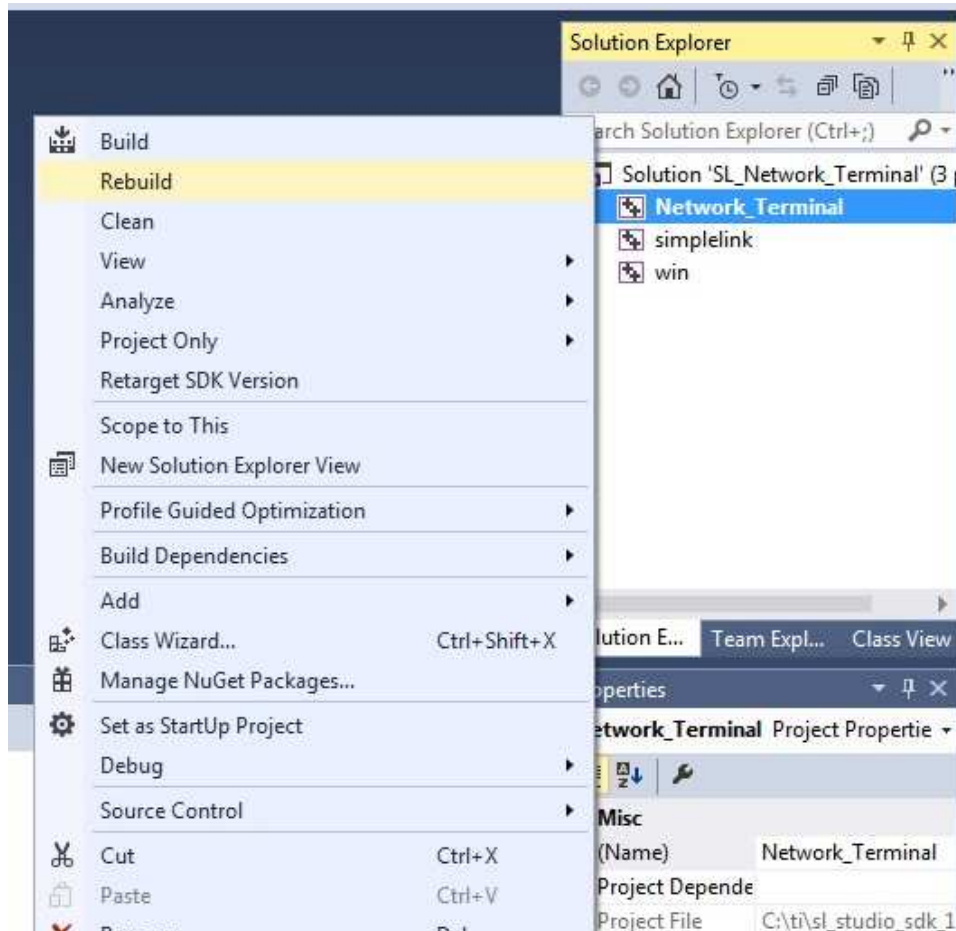 Solution Explorer
arch Solution Explorer (Ctrl+;)
Solution 'SL_Network_Terminal' (3
Network_Terminal
simplelink
win
Build
Rebuild
Clean
View
Analyze
Project Only
Retarget SDK Version
Scope to This
New Solution Explorer View
Profile Guided Optimization
Build Dependencies
Add
Class Wizard... Ctrl+Shift+X
Manage NuGet Packages...
Set as StartUp Project
Debug
Source Control
Cut Ctrl+X
Paste Ctrl+V
lution E... Team Expl... Class View
operties
etwork_Terminal Project Propertie
Misc
(Name) Network_Terminal
Project Depende
Project File C:\ti\sl_studio_sdk_1